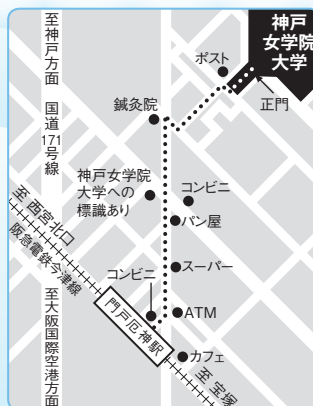 至神戸方面
国道171号線
至大阪国際空港方面
神戸
女学院
大学
ポスト
正門
鍼灸院
神戸女学院
大学への
標識あり
コンビニ
パン屋
至 西宮北口
阪急電鉄今津線
スーパー
コンビニ
門戸厄神駅
ATM
カフェ
至 宝塚